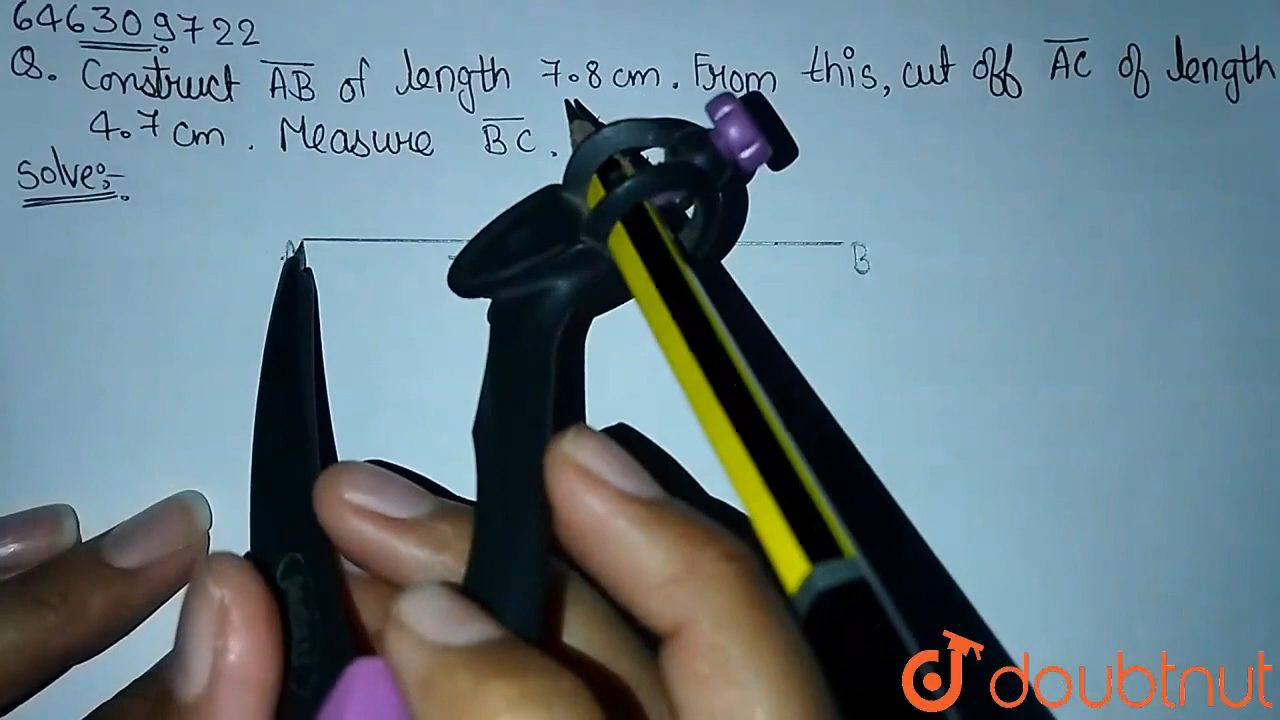 646309722
Q. Construct AB of length 7.8 cm. From this, cut off AC of length
4.7 cm. Measure BC.
Solve:-
A B
doubtnut